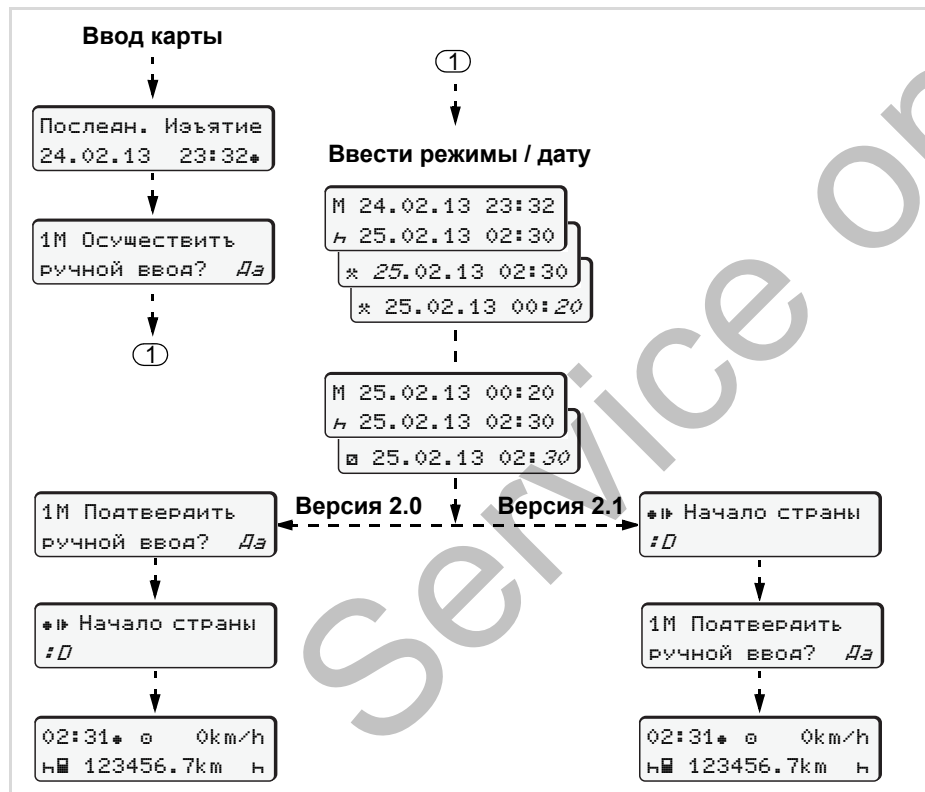 Ввод карты
Последн. Изъятие
24.02.13 23:32
1M Осуществить
ручной ввод? Да
1
1
Ввести режимы / дату
M 24.02.13 23:32
25.02.13 02:30
25.02.13 02:30
25.02.13 00:20
M 25.02.13 00:20
25.02.13 02:30
25.02.13 02:30
Версия 2.0
Версия 2.1
1M Подтвердить
ручной ввод? Да
Начало страны
:D
02:31 0km/h
123456.7km
Начало страны
:D
1M Подтвердить
ручной ввод? Да
02:31 0km/h
123456.7km
Service or